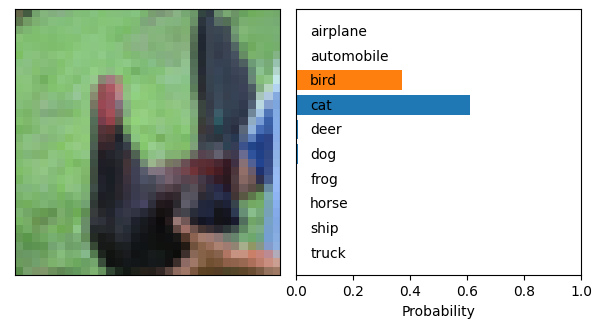 airplane
automobile
bird
cat
deer
dog
frog
horse
ship
truck
0.0 0.2 0.4 0.6 0.8 1.0
Probability